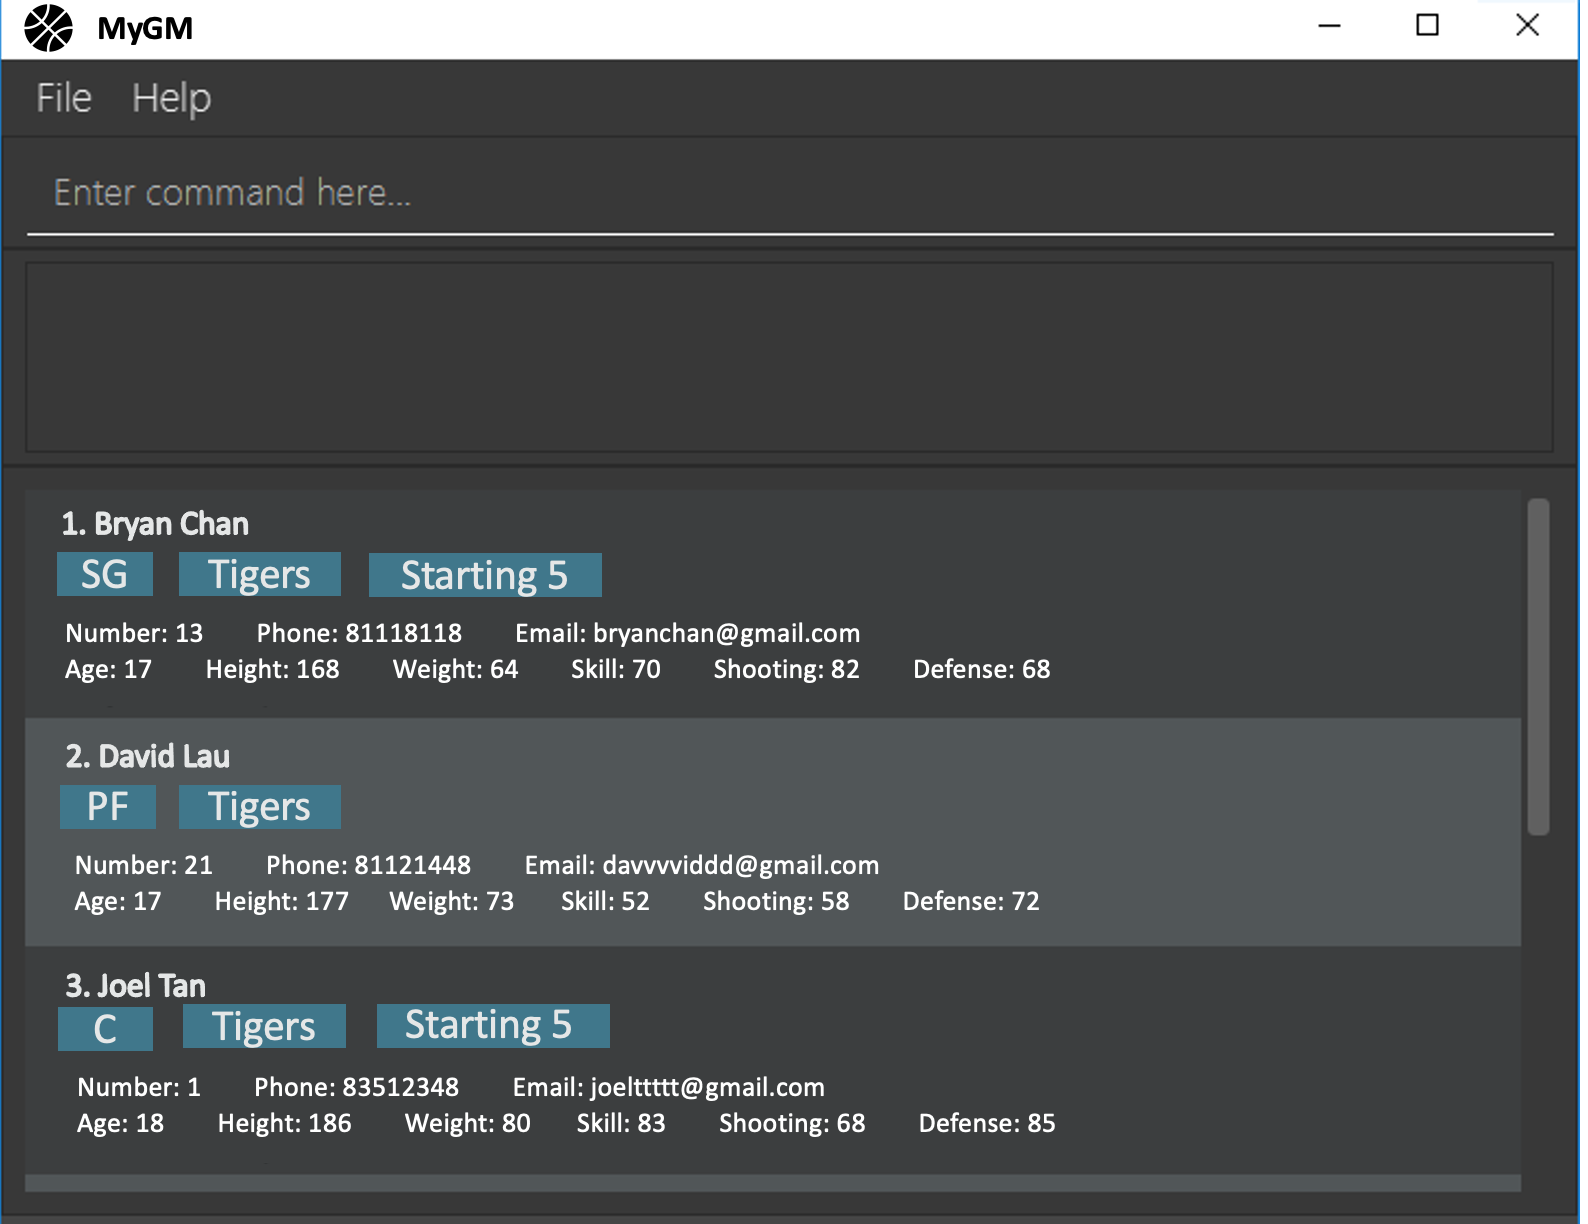 MyGM
File Help
Enter command here...
1. Bryan Chan
SG Tigers Starting 5
Number: 13 Phone: 81118118 Email: bryanchan@gmail.com
Age: 17 Height: 168 Weight: 64 Skill: 70 Shooting: 82 Defense: 68
2. David Lau
PF Tigers
Number: 21 Phone: 81121448 Email: davvvviddd@gmail.com
Age: 17 Height: 177 Weight: 73 Skill: 52 Shooting: 58 Defense: 72
3. Joel Tan
C Tigers Starting 5
Number: 1 Phone: 83512348 Email: joelttttt@gmail.com
Age: 18 Height: 186 Weight: 80 Skill: 83 Shooting: 68 Defense: 85